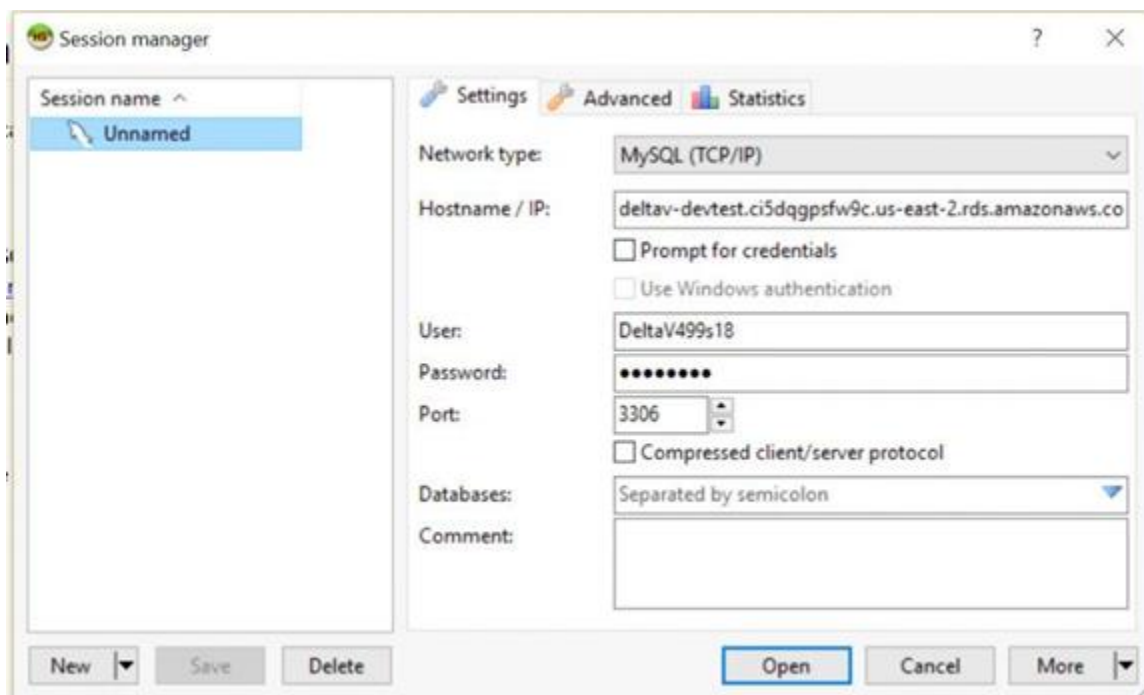 Session manager
Session name
Unnamed
Settings
Advanced
Statistics
Network type:
MySQL (TCP/IP)
Hostname / IP:
deltav-devtest.ci5dqgpsfw9c.us-east-2.rds.amazonaws.co
Prompt for credentials
Use Windows authentication
User:
DeltaV499s18
Password:
●●●●●●●●●
Port:
3306
Compressed client/server protocol
Databases:
Separated by semicolon
Comment:
New
Save
Delete
Open
Cancel
More